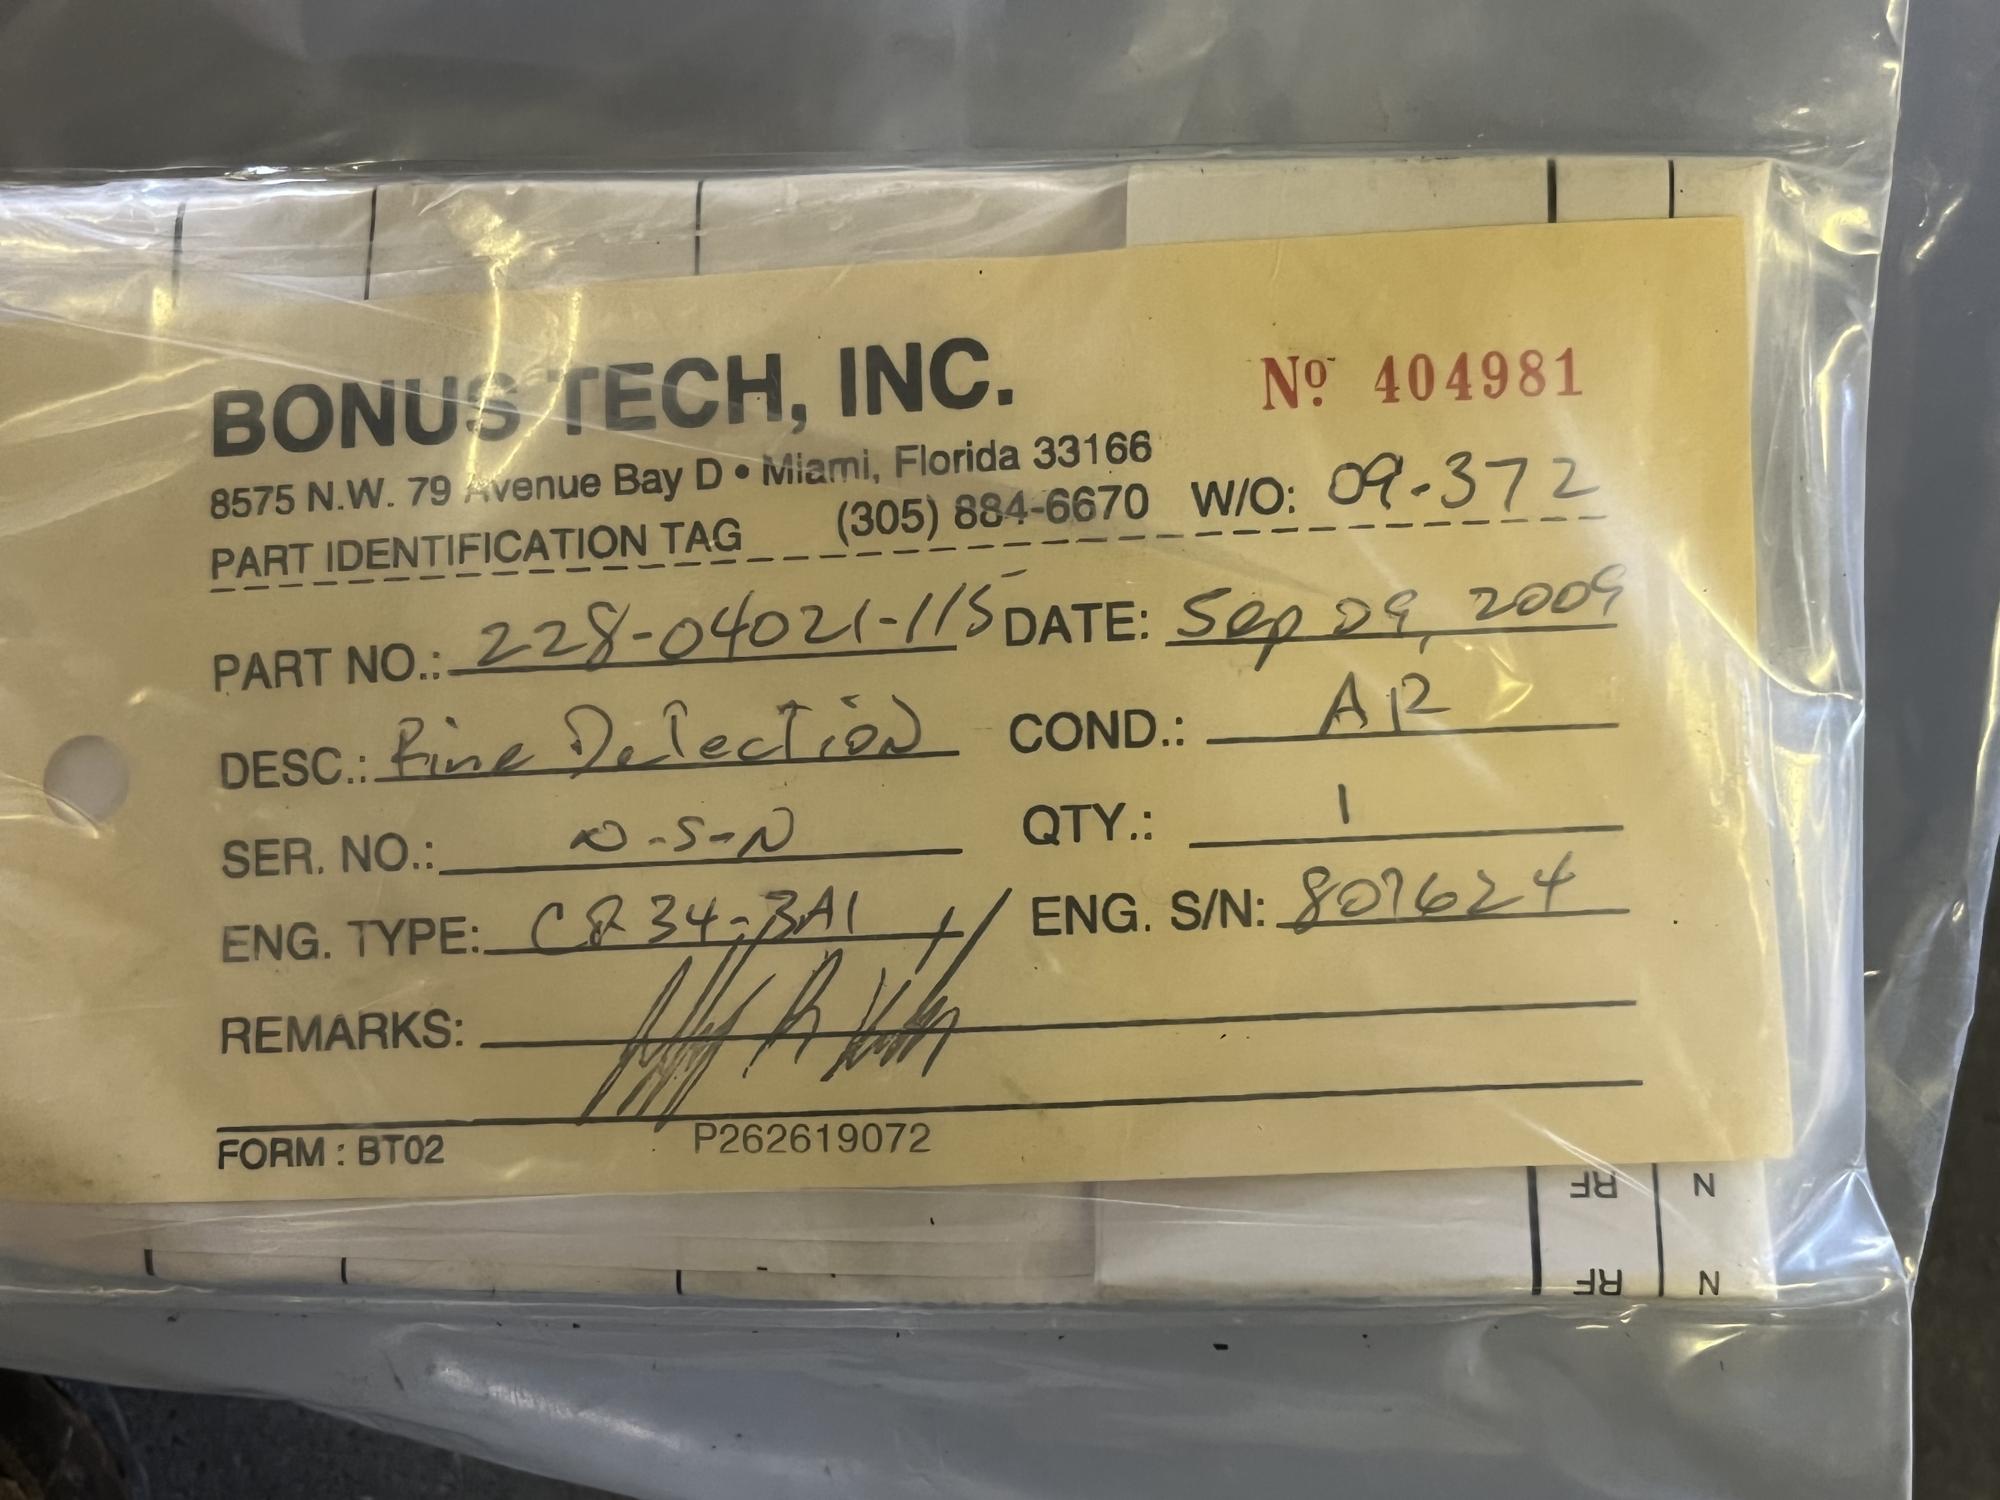 BONUS TECH, INC.
Nº 404981
8575 N.W. 79 Avenue Bay D • Miami, Florida 33166
PART IDENTIFICATION TAG (305) 884-6670 W/O: 09-372
PART NO.: 228-04021-115 DATE: Sep 09, 2009
DESC.: Fire Detection COND.: AR
SER. NO.: N-S-N QTY.: 1
ENG. TYPE: CF34-3A1 ENG. S/N: 807624
REMARKS:
FORM : BT02 P262619072
RF N
RF N